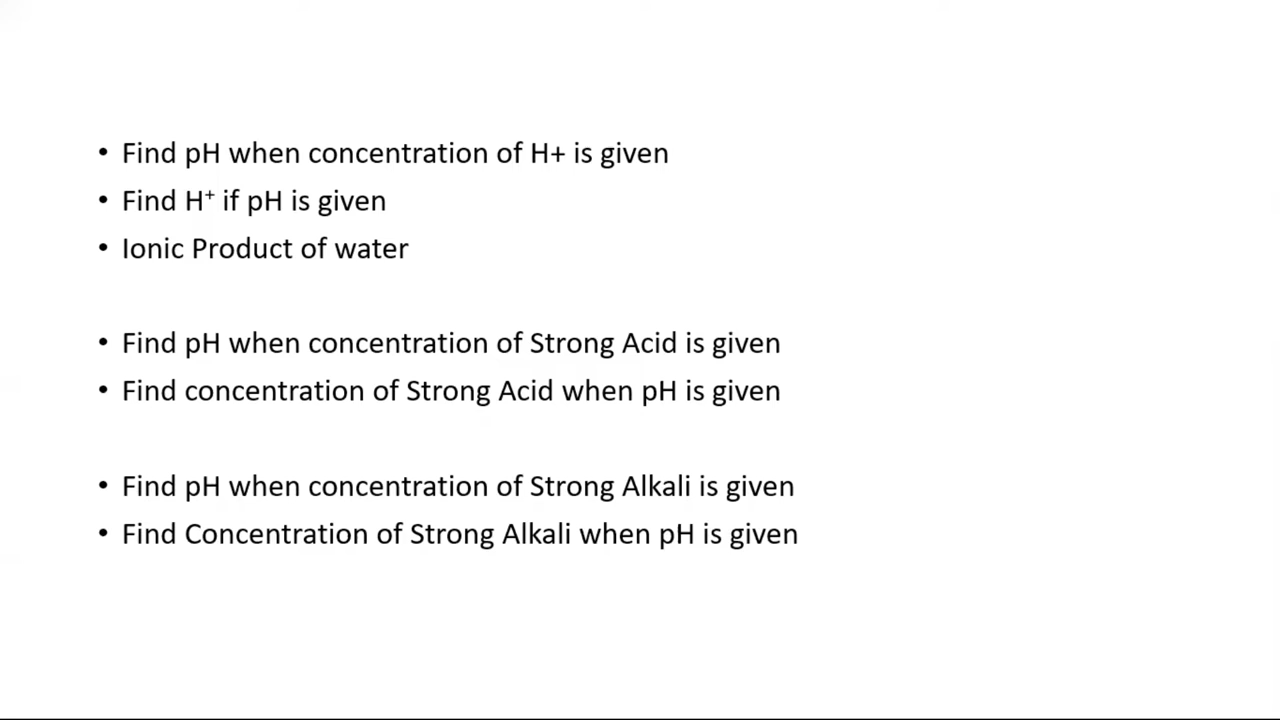 • Find pH when concentration of H+ is given
• Find H⁺ if pH is given
• Ionic Product of water
• Find pH when concentration of Strong Acid is given
• Find concentration of Strong Acid when pH is given
• Find pH when concentration of Strong Alkali is given
• Find Concentration of Strong Alkali when pH is given